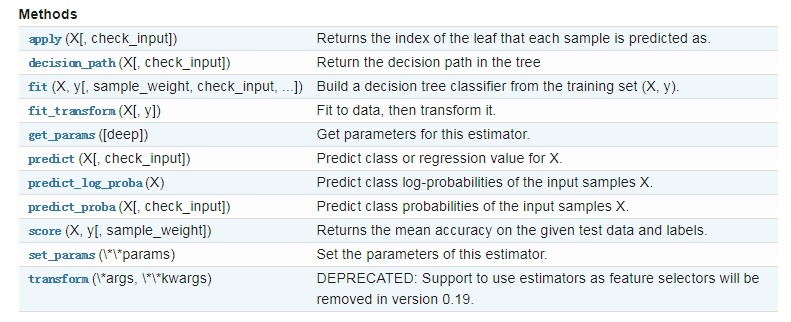 Methods
apply (X[, check_input]) Returns the index of the leaf that each sample is predicted as.
decision_path (X[, check_input]) Return the decision path in the tree
fit (X, y[, sample_weight, check_input, ...]) Build a decision tree classifier from the training set (X, y).
fit_transform (X[, y]) Fit to data, then transform it.
get_params ([deep]) Get parameters for this estimator.
predict (X[, check_input]) Predict class or regression value for X.
predict_log_proba (X) Predict class log-probabilities of the input samples X.
predict_proba (X[, check_input]) Predict class probabilities of the input samples X.
score (X, y[, sample_weight]) Returns the mean accuracy on the given test data and labels.
set_params (\*\*params) Set the parameters of this estimator.
transform (\*args, \*\*kwargs) DEPRECATED: Support to use estimators as feature selectors will be
removed in version 0.19.